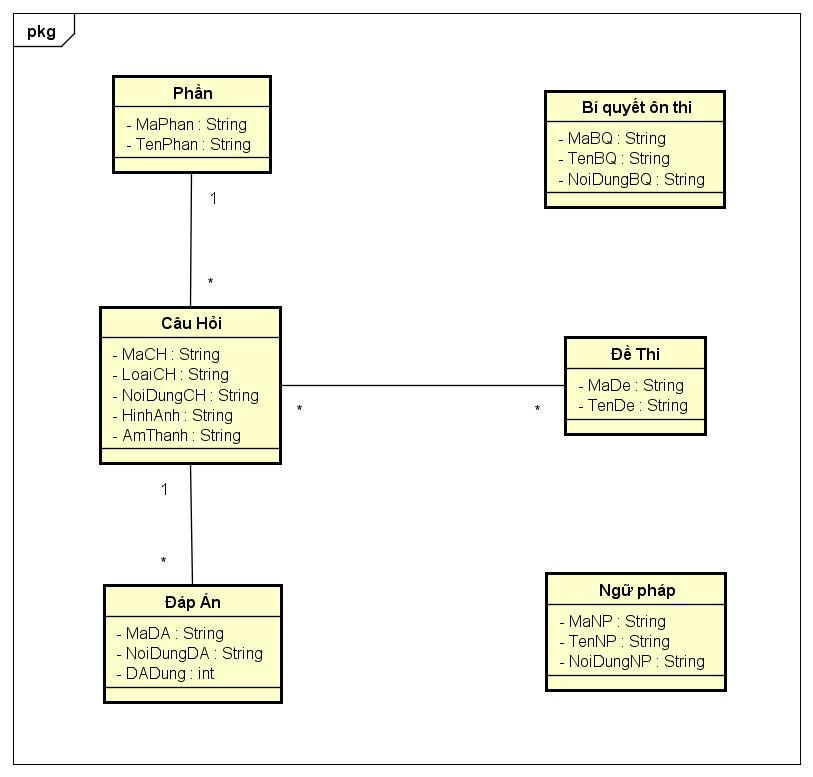 pkg
Phần
- MaPhan : String
- TenPhan : String
1
*
Bí quyết ôn thi
- MaBQ : String
- TenBQ : String
- NoiDungBQ : String
Câu Hỏi
- MaCH : String
- LoaiCH : String
- NoiDungCH : String
- HinhAnh : String
- AmThanh : String
*
*
Đề Thi
- MaDe : String
- TenDe : String
1
*
Đáp Án
- MaDA : String
- NoiDungDA : String
- DADung : int
Ngữ pháp
- MaNP : String
- TenNP : String
- NoiDungNP : String